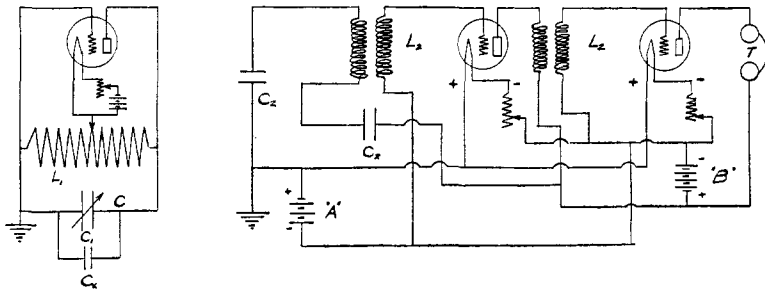 L₁
C
C₁
Cₓ
C₂
L₂
C₂
+
-
L₂
+
-
T
+
"A"
-
-
"B"
+